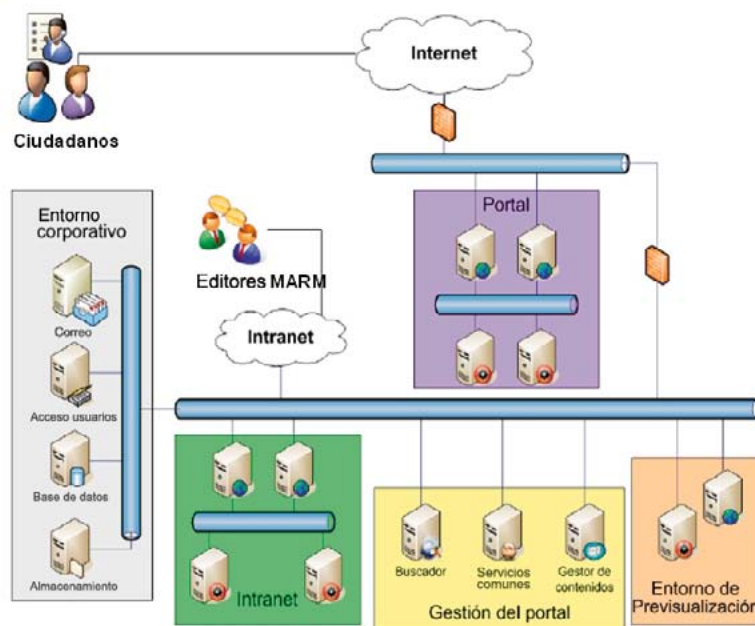 Internet
Ciudadanos
Portal
Entorno
corporativo
Correo
Acceso usuarios
Base de datos
Almacenamiento
Editores MARM
Intranet
Intranet
Buscador
Servicios
comunes
Gestor de
contenidos
Gestión del portal
Entorno de
Previsualización